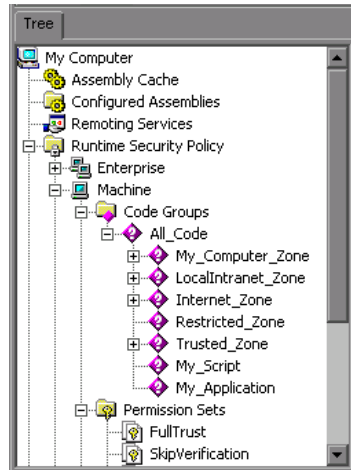 Tree
My Computer
Assembly Cache
Configured Assemblies
Remoting Services
Runtime Security Policy
Enterprise
Machine
Code Groups
All_Code
My_Computer_Zone
LocalIntranet_Zone
Internet_Zone
Restricted_Zone
Trusted_Zone
My_Script
My_Application
Permission Sets
FullTrust
SkipVerification